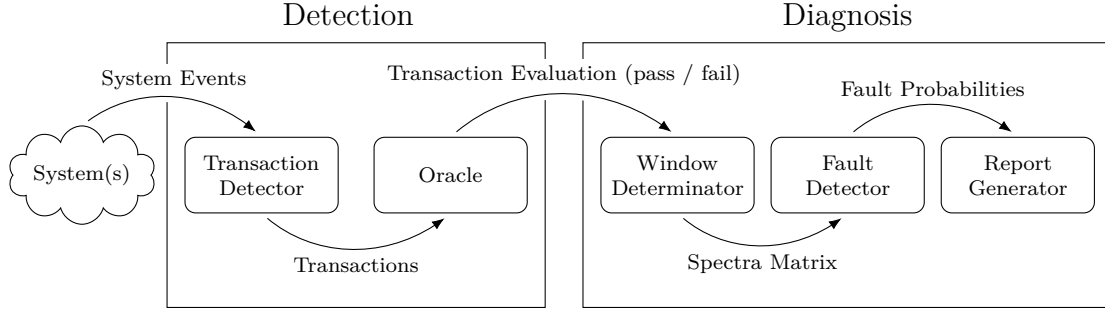 Detection
Diagnosis
System Events
Transaction Evaluation (pass / fail)
Fault Probabilities
System(s)
Transaction
Detector
Oracle
Window
Determinator
Fault
Detector
Report
Generator
Transactions
Spectra Matrix